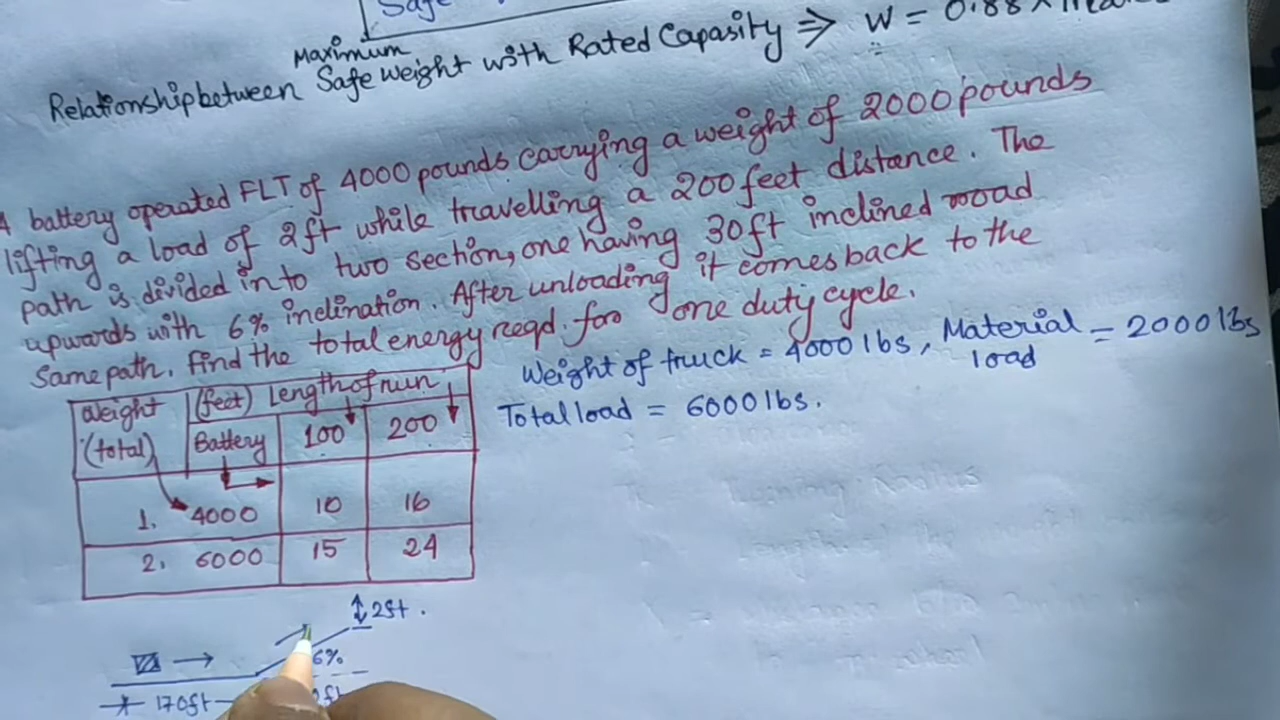 Safe
Maximum
Relationship between Safe weight with Rated Capasity ⇒ W = 0.88 ×
A battery operated FLT of 4000 pounds carrying a weight of 2000 pounds
lifting a load of 2ft while travelling a 200 feet distance. The
path is divided into two section, one having 30ft inclined road
upwards with 6% inclination. After unloading it comes back to the
Same path. Find the total energy reqd. for one duty cycle.
Weight of truck = 4000 lbs, Material load = 2000 lbs
Total load = 6000 lbs.
Weight (total) (feet) Length of run
Battery 100 200
1. 4000 10 16
2. 6000 15 24
2ft.
6%
170ft